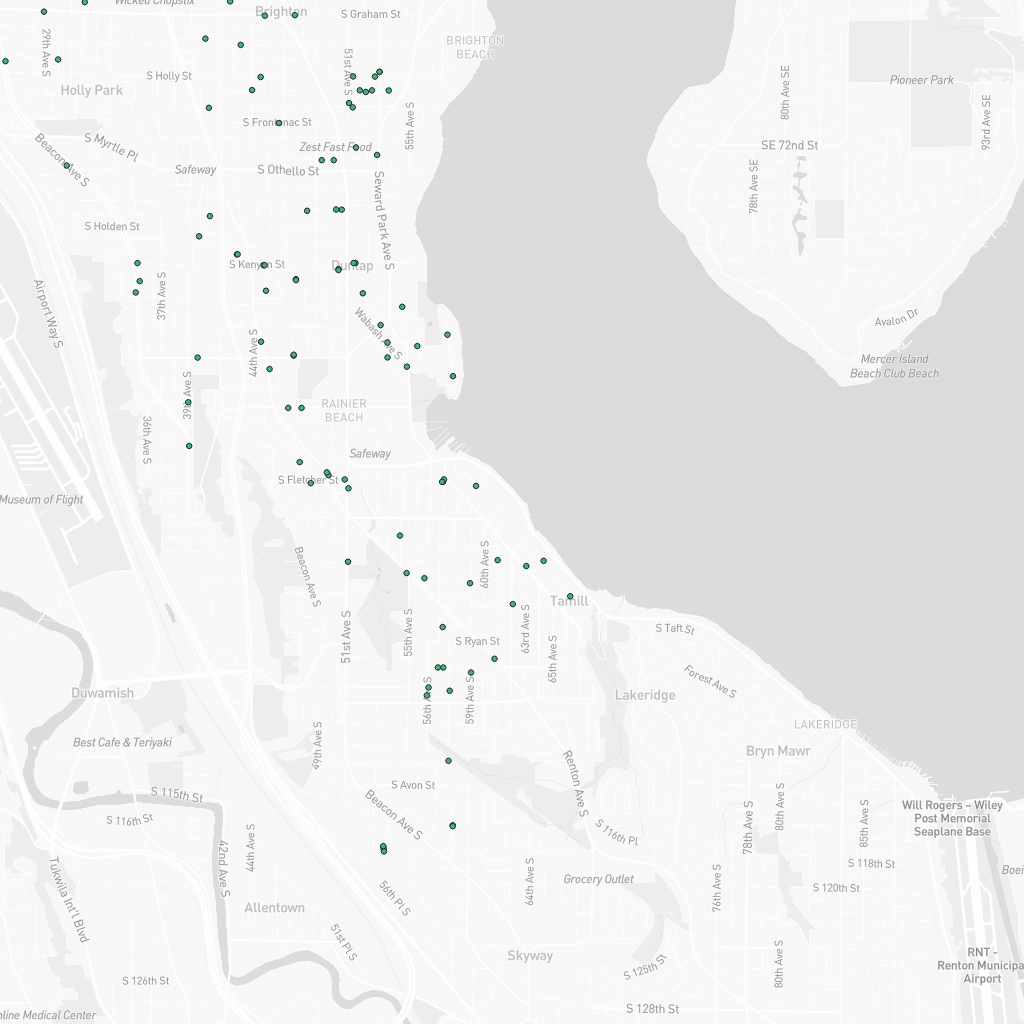 Wicked Chopstix
Brighton
S Graham St
29th Ave S
BRIGHTON
BEACH
S Holly St
51st Ave S
Holly Park
80th Ave SE
Pioneer Park
93rd Ave SE
55th Ave S
S Frontenac St
S Myrtle Pl
Beacon Ave S
Zest Fast Food
SE 72nd St
Safeway
S Othello St
78th Ave SE
Seward Park Ave S
S Holden St
S Kenyon St
Dunlap
Airport Way S
37th Ave S
Avalon Dr
Wabash Ave S
44th Ave S
Mercer Island
Beach Club Beach
39th Ave S
RAINIER
BEACH
36th Ave S
Safeway
S Fletcher St
Museum of Flight
Beacon Ave S
60th Ave S
Tamill
51st Ave S
55th Ave S
63rd Ave S
S Ryan St
S Taft St
65th Ave S
Forest Ave S
Duwamish
56th Ave S
59th Ave S
Lakeridge
LAKERIDGE
Best Cafe & Teriyaki
49th Ave S
Bryn Mawr
Renton Ave S
S Avon St
S 115th St
80th Ave S
Will Rogers – Wiley
Post Memorial
Seaplane Base
S 116th St
Beacon Ave S
78th Ave S
85th Ave S
S 116th Pl
44th Ave S
42nd Ave S
S 118th St
Grocery Outlet
64th Ave S
76th Ave S
S 120th St
Tukwila Int'l Blvd
56th Pl S
Allentown
51st Pl S
Skyway
80th Ave S
S 125th St
RNT -
Renton Municipa
Airport
S 126th St
S 128th St
nline Medical Center
Boei